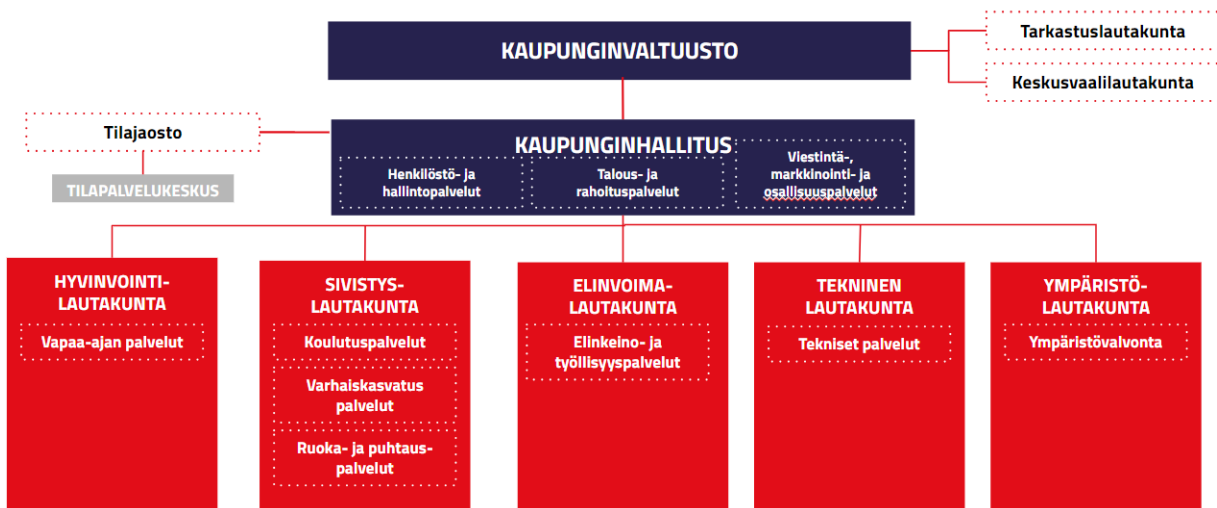 KAUPUNGINVALTUUSTO
Tarkastuslautakunta
Keskusvaalilautakunta
Tilajaosto
TILAPALVELUKESKUS
KAUPUNGINHALLITUS
Henkilöstö- ja
hallintopalvelut
Talous- ja
rahoituspalvelut
Viestintä-,
markkinointi- ja
osallisuuspalvelut
HYVINVOINTI-
LAUTAKUNTA
Vapaa-ajan palvelut
SIVISTYS-
LAUTAKUNTA
Koulutuspalvelut
Varhaiskasvatus
palvelut
Ruoka- ja puhtaus-
palvelut
ELINVOIMA-
LAUTAKUNTA
Elinkeino- ja
työllisyyspalvelut
TEKNINEN
LAUTAKUNTA
Tekniset palvelut
YMPÄRISTÖ-
LAUTAKUNTA
Ympäristövalvonta